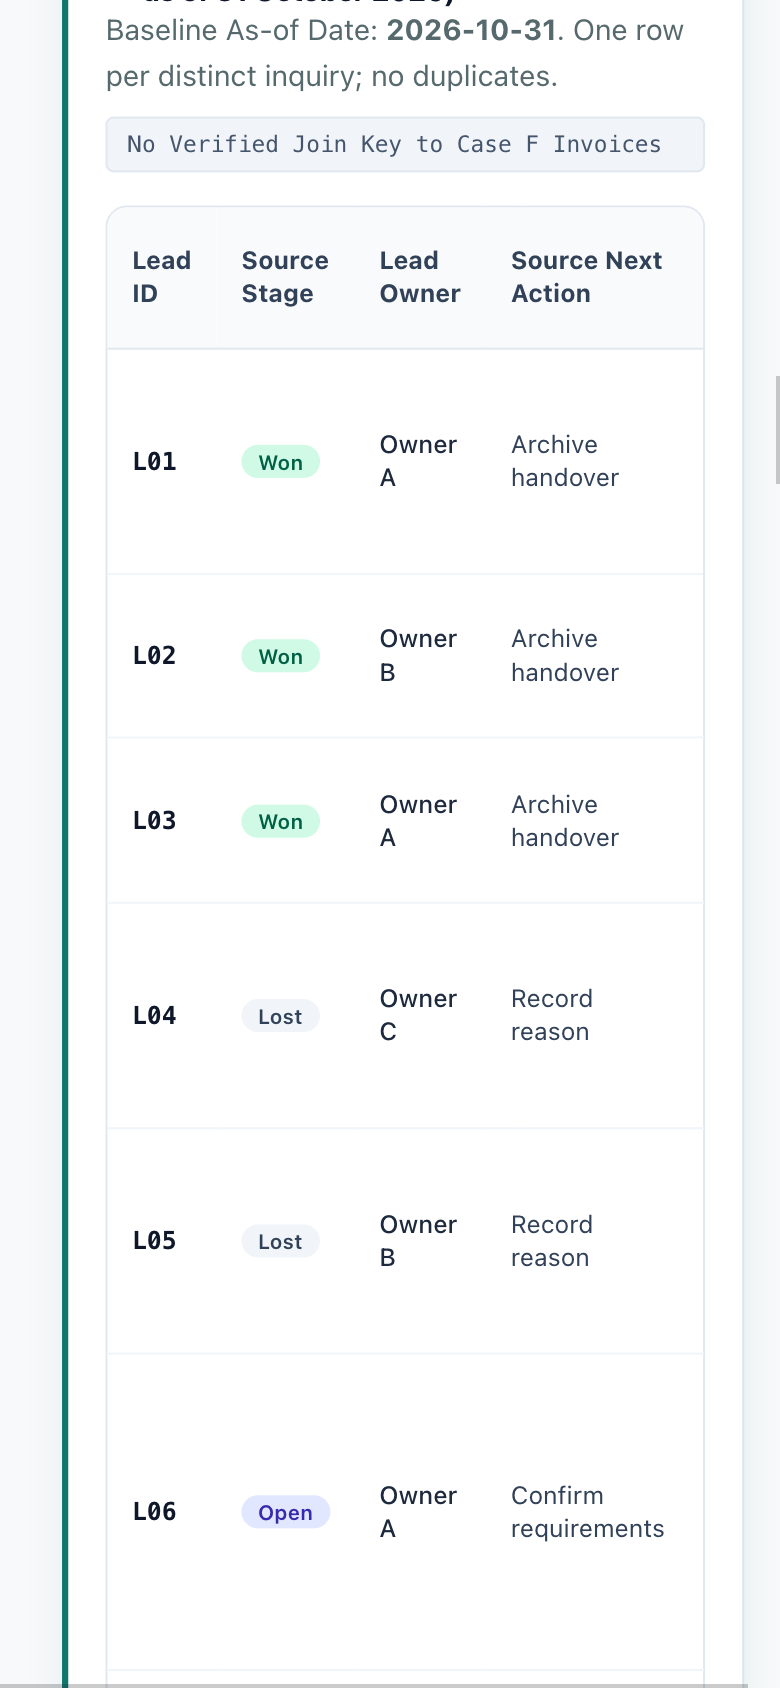 Baseline As-of Date: 2026-10-31. One row
per distinct inquiry; no duplicates.
No Verified Join Key to Case F Invoices
Lead ID
Source Stage
Lead Owner
Source Next Action
L01
Won
Owner A
Archive handover
L02
Won
Owner B
Archive handover
L03
Won
Owner A
Archive handover
L04
Lost
Owner C
Record reason
L05
Lost
Owner B
Record reason
L06
Open
Owner A
Confirm requirements